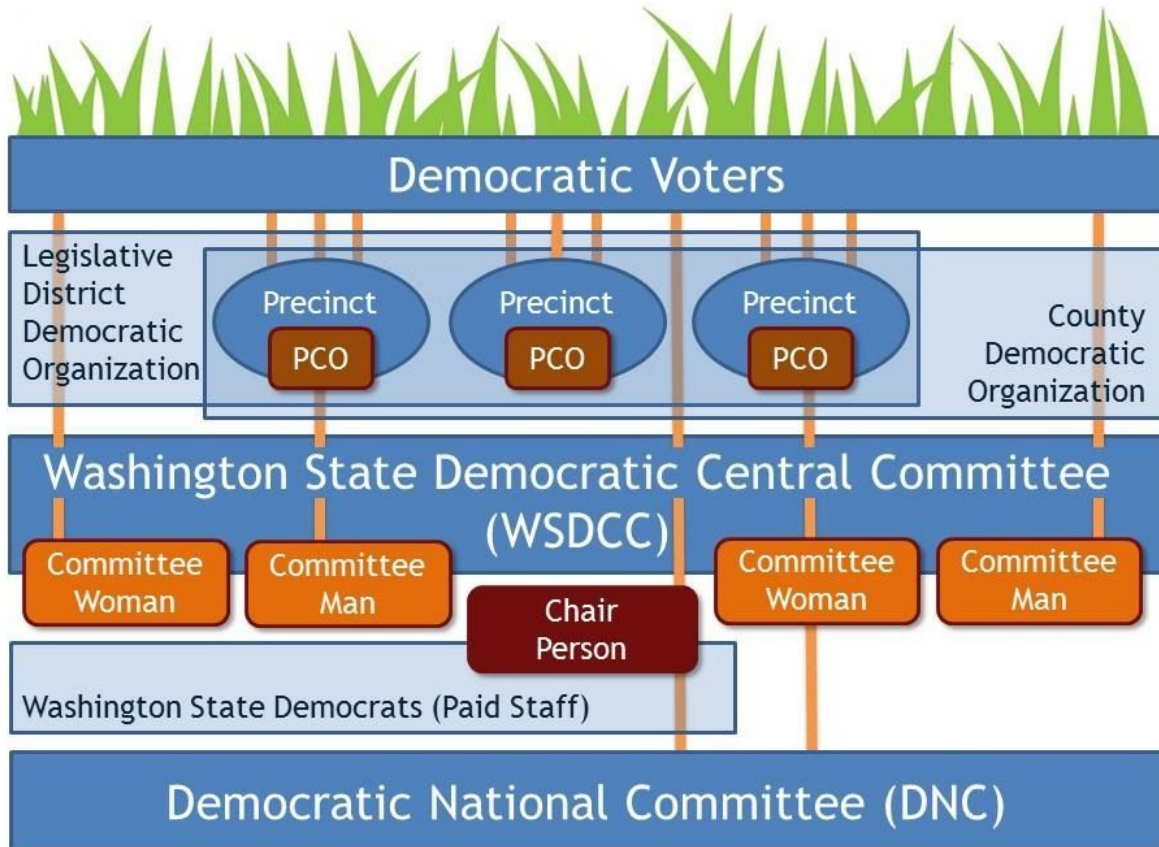 Democratic Voters
Legislative
District
Democratic
Organization
Precinct
PCO
Precinct
PCO
Precinct
PCO
County
Democratic
Organization
Washington State Democratic Central Committee
(WSDCC)
Committee
Woman
Committee
Man
Chair
Person
Committee
Woman
Committee
Man
Washington State Democrats (Paid Staff)
Democratic National Committee (DNC)